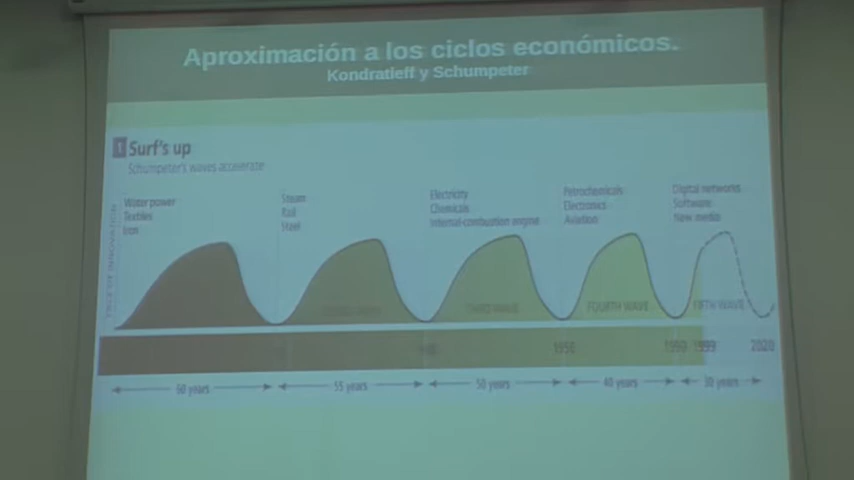 Aproximación a los ciclos económicos.
Kondratieff y Schumpeter
1 Surf's up
Schumpeter's waves accelerate
Water power
Textiles
Iron
Steam
Rail
Steel
Electricity
Chemicals
Internal-combustion engine
Petrochemicals
Electronics
Aviation
Digital networks
Software
New media
THIRD WAVE
FOURTH WAVE
FIFTH WAVE
1950
1990
1999
2020
60 years
55 years
50 years
40 years
30 years